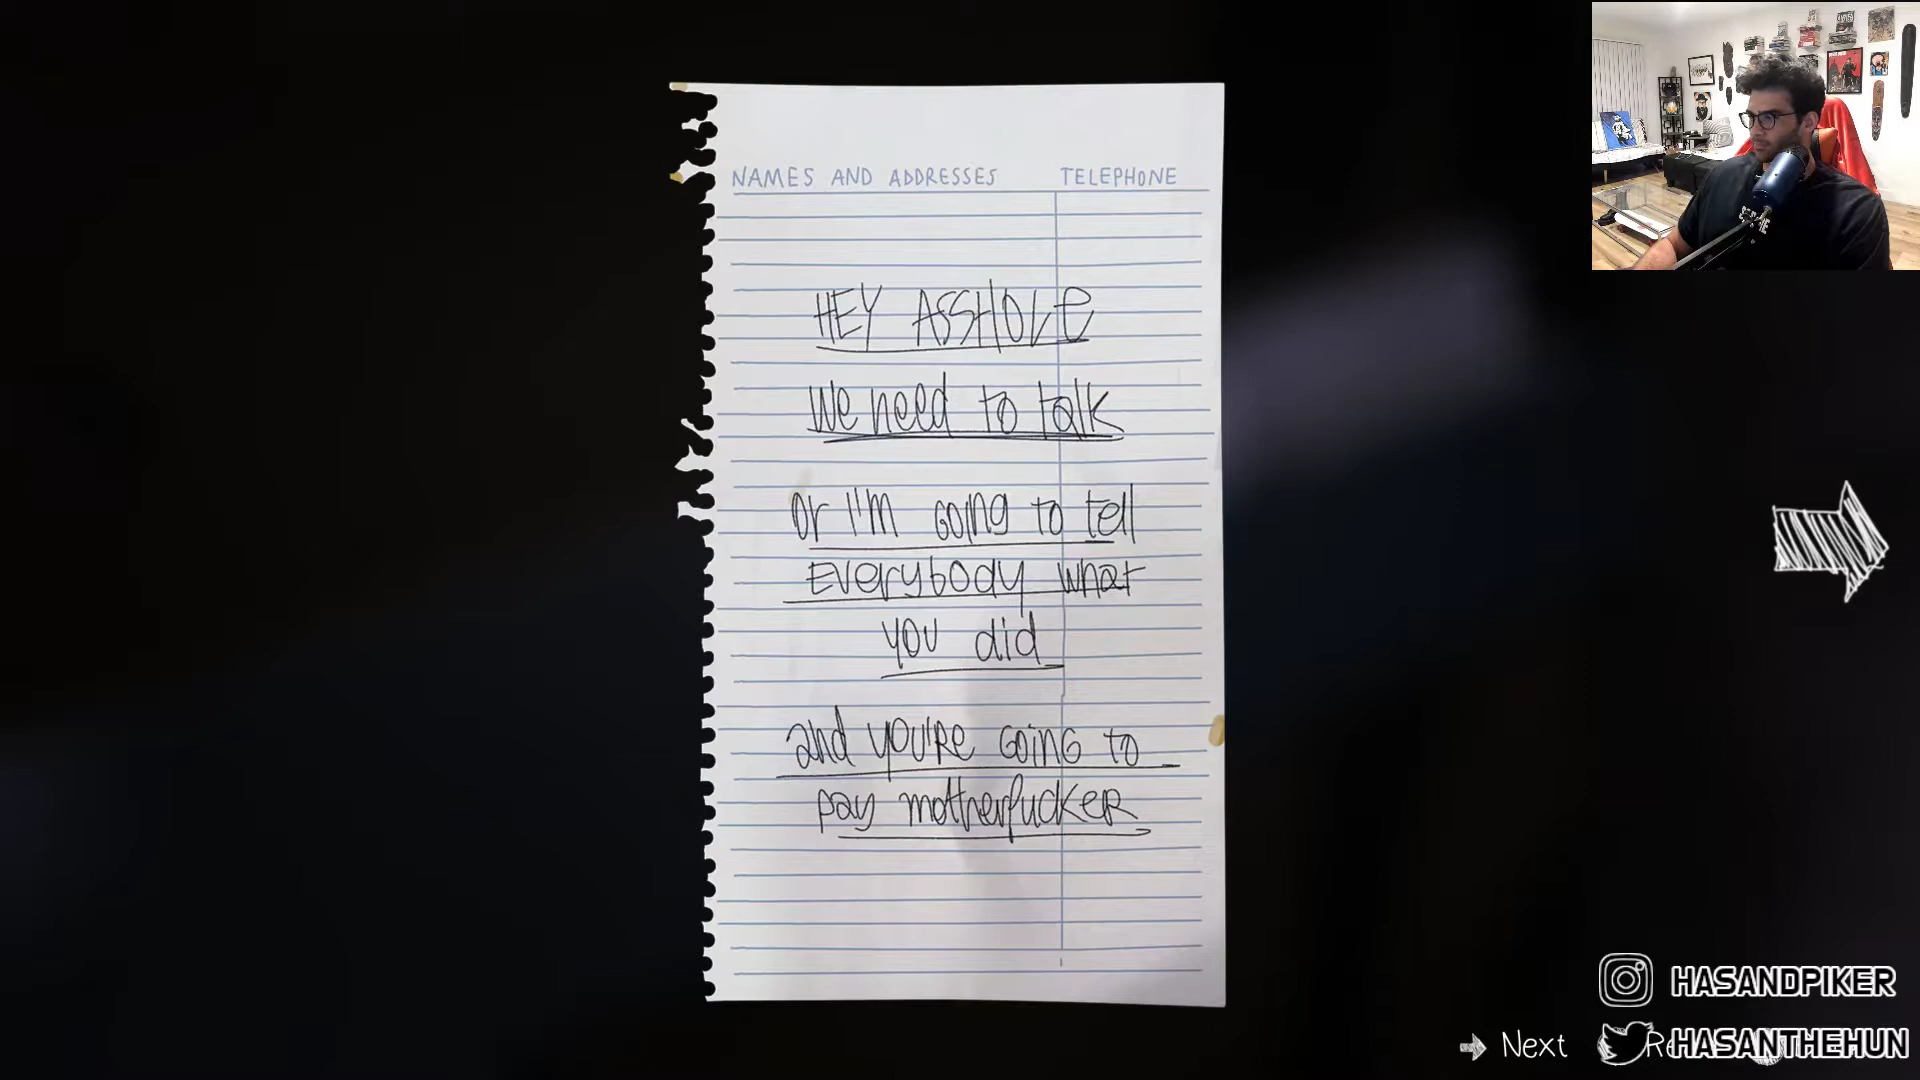 NAMES AND ADDRESSES TELEPHONE
HEY ASSHOLE
We need to talk
Or I'm going to tell
Everybody what
you did
and you're going to
pay motherfucker
HASANDPIKER
Next HASANTHEHUN